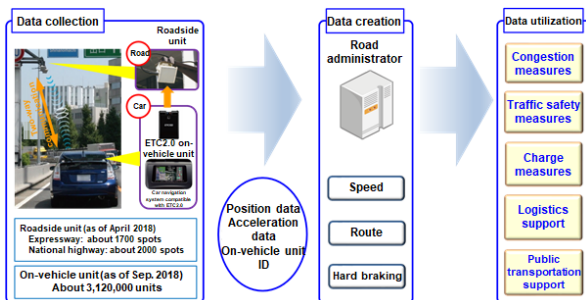 Data collection
Roadside
unit
Road
Car
Two-way
communication
ETC2.0 on-
vehicle unit
Car navigation
system compatible
with ETC2.0
Roadside unit (as of April 2018)
Expressway: about 1700 spots
National highway: about 2000 spots
On-vehicle unit(as of Sep. 2018)
About 3,120,000 units
Position data
Acceleration
data
On-vehicle unit
ID
Data creation
Road
administrator
Speed
Route
Hard braking
Data utilization
Congestion
measures
Traffic safety
measures
Charge
measures
Logistics
support
Public
transportation
support